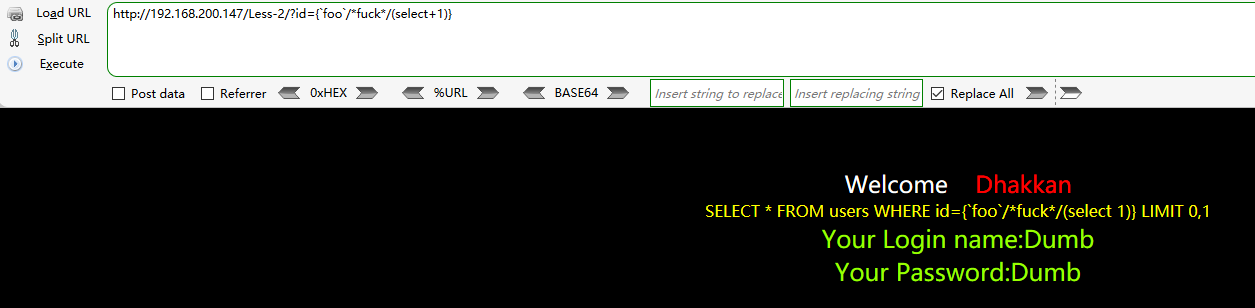 Load URL
http://192.168.200.147/Less-2/?id={`foo`/*fuck*/(select+1)}
Split URL
Execute
Post data Referrer 0xHEX %URL BASE64 Insert string to replace Insert replacing string Replace All
Welcome Dhakkan
SELECT * FROM users WHERE id={`foo`/*fuck*/(select 1)} LIMIT 0,1
Your Login name:Dumb
Your Password:Dumb